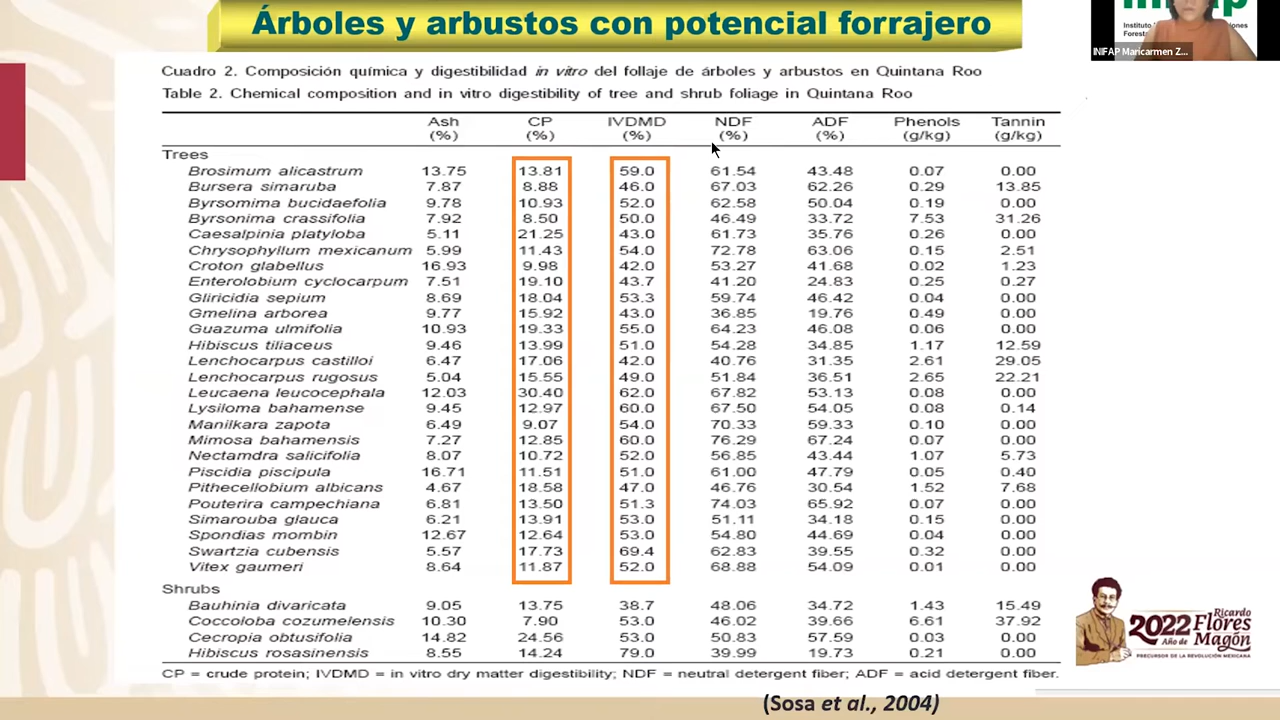 Árboles y arbustos con potencial forrajero
Instituto
Forest
INIFAP Maricarmen Z...
Cuadro 2. Composición química y digestibilidad in vitro del follaje de árboles y arbustos en Quintana Roo
Table 2. Chemical composition and in vitro digestibility of tree and shrub foliage in Quintana Roo
Ash CP IVDMD NDF ADF Phenols Tannin
(%) (%) (%) (%) (%) (g/kg) (g/kg)
Trees
Brosimum alicastrum 13.75 13.81 59.0 61.54 43.48 0.07 0.00
Bursera simaruba 7.87 8.88 46.0 67.03 62.26 0.29 13.85
Byrsomima bucidaefolia 9.78 10.93 52.0 62.58 50.04 0.19 0.00
Byrsonima crassifolia 7.92 8.50 50.0 46.49 33.72 7.53 31.26
Caesalpinia platyloba 5.11 21.25 43.0 61.73 35.76 0.26 0.00
Chrysophyllum mexicanum 5.99 11.43 54.0 72.78 63.06 0.15 2.51
Croton glabellus 16.93 9.98 42.0 53.27 41.68 0.02 1.23
Enterolobium cyclocarpum 7.51 19.10 43.7 41.20 24.83 0.25 0.27
Gliricidia sepium 8.69 18.04 53.3 59.74 46.42 0.04 0.00
Gmelina arborea 9.77 15.92 43.0 36.85 19.76 0.49 0.00
Guazuma ulmifolia 10.93 19.33 55.0 64.23 46.08 0.06 0.00
Hibiscus tiliaceus 9.46 13.99 51.0 54.28 34.85 1.17 12.59
Lenchocarpus castilloi 6.47 17.06 42.0 40.76 31.35 2.61 29.05
Lenchocarpus rugosus 5.04 15.55 49.0 51.84 36.51 2.65 22.21
Leucaena leucocephala 12.03 30.40 62.0 67.82 53.13 0.08 0.00
Lysiloma bahamense 9.45 12.97 60.0 67.50 54.05 0.08 0.14
Manilkara zapota 6.49 9.07 54.0 70.33 59.33 0.10 0.00
Mimosa bahamensis 7.27 12.85 60.0 76.29 67.24 0.07 0.00
Nectamdra salicifolia 8.07 10.72 52.0 56.85 43.44 1.07 5.73
Piscidia piscipula 16.71 11.51 51.0 61.00 47.79 0.05 0.40
Pithecellobium albicans 4.67 18.58 47.0 46.76 30.54 1.52 7.68
Pouterira campechiana 6.81 13.50 51.3 74.03 65.92 0.07 0.00
Simarouba glauca 6.21 13.91 53.0 51.11 34.18 0.15 0.00
Spondias mombin 12.67 12.64 53.0 54.80 44.69 0.04 0.00
Swartzia cubensis 5.57 17.73 69.4 62.83 39.55 0.32 0.00
Vitex gaumeri 8.64 11.87 52.0 68.88 54.09 0.01 0.00
Shrubs
Bauhinia divaricata 9.05 13.75 38.7 48.06 34.72 1.43 15.49
Coccoloba cozumelensis 10.30 7.90 53.0 46.02 39.66 6.61 37.92
Cecropia obtusifolia 14.82 24.56 53.0 50.83 57.59 0.03 0.00
Hibiscus rosasinensis 8.55 14.24 79.0 39.99 19.73 0.21 0.00
CP = crude protein; IVDMD = in vitro dry matter digestibility; NDF = neutral detergent fiber; ADF = acid detergent fiber.
2022 Ricardo
Año de Flores
Magón
PRECURSOR DE LA REVOLUCIÓN MEXICANA
(Sosa et al., 2004)